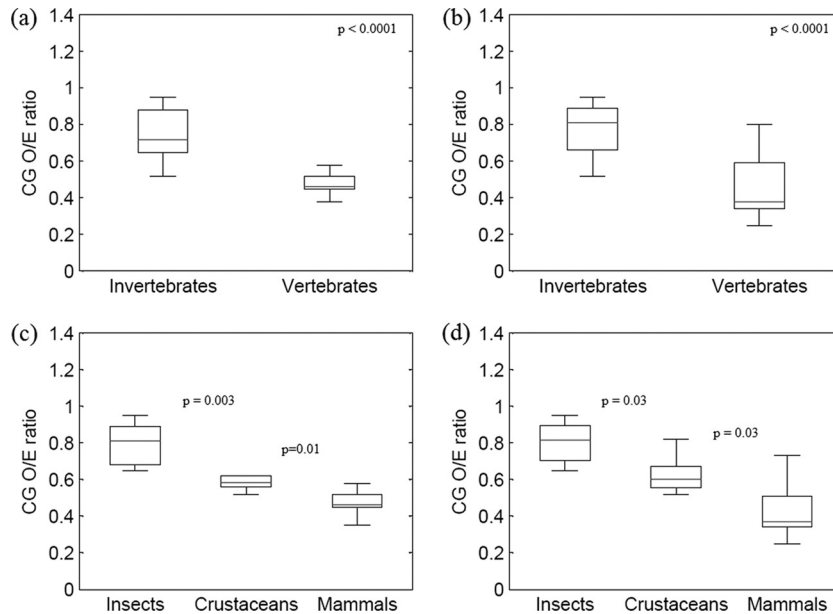 (a)
1.4
1.2
1
0.8
0.6
0.4
0.2
0
CG O/E ratio
p < 0.0001
Invertebrates Vertebrates
(b)
1.4
1.2
1
0.8
0.6
0.4
0.2
0
CG O/E ratio
p < 0.0001
Invertebrates Vertebrates
(c)
1.4
1.2
1
0.8
0.6
0.4
0.2
0
CG O/E ratio
p = 0.003
p=0.01
Insects Crustaceans Mammals
(d)
1.4
1.2
1
0.8
0.6
0.4
0.2
0
CG O/E ratio
p = 0.03
p = 0.03
Insects Crustaceans Mammals